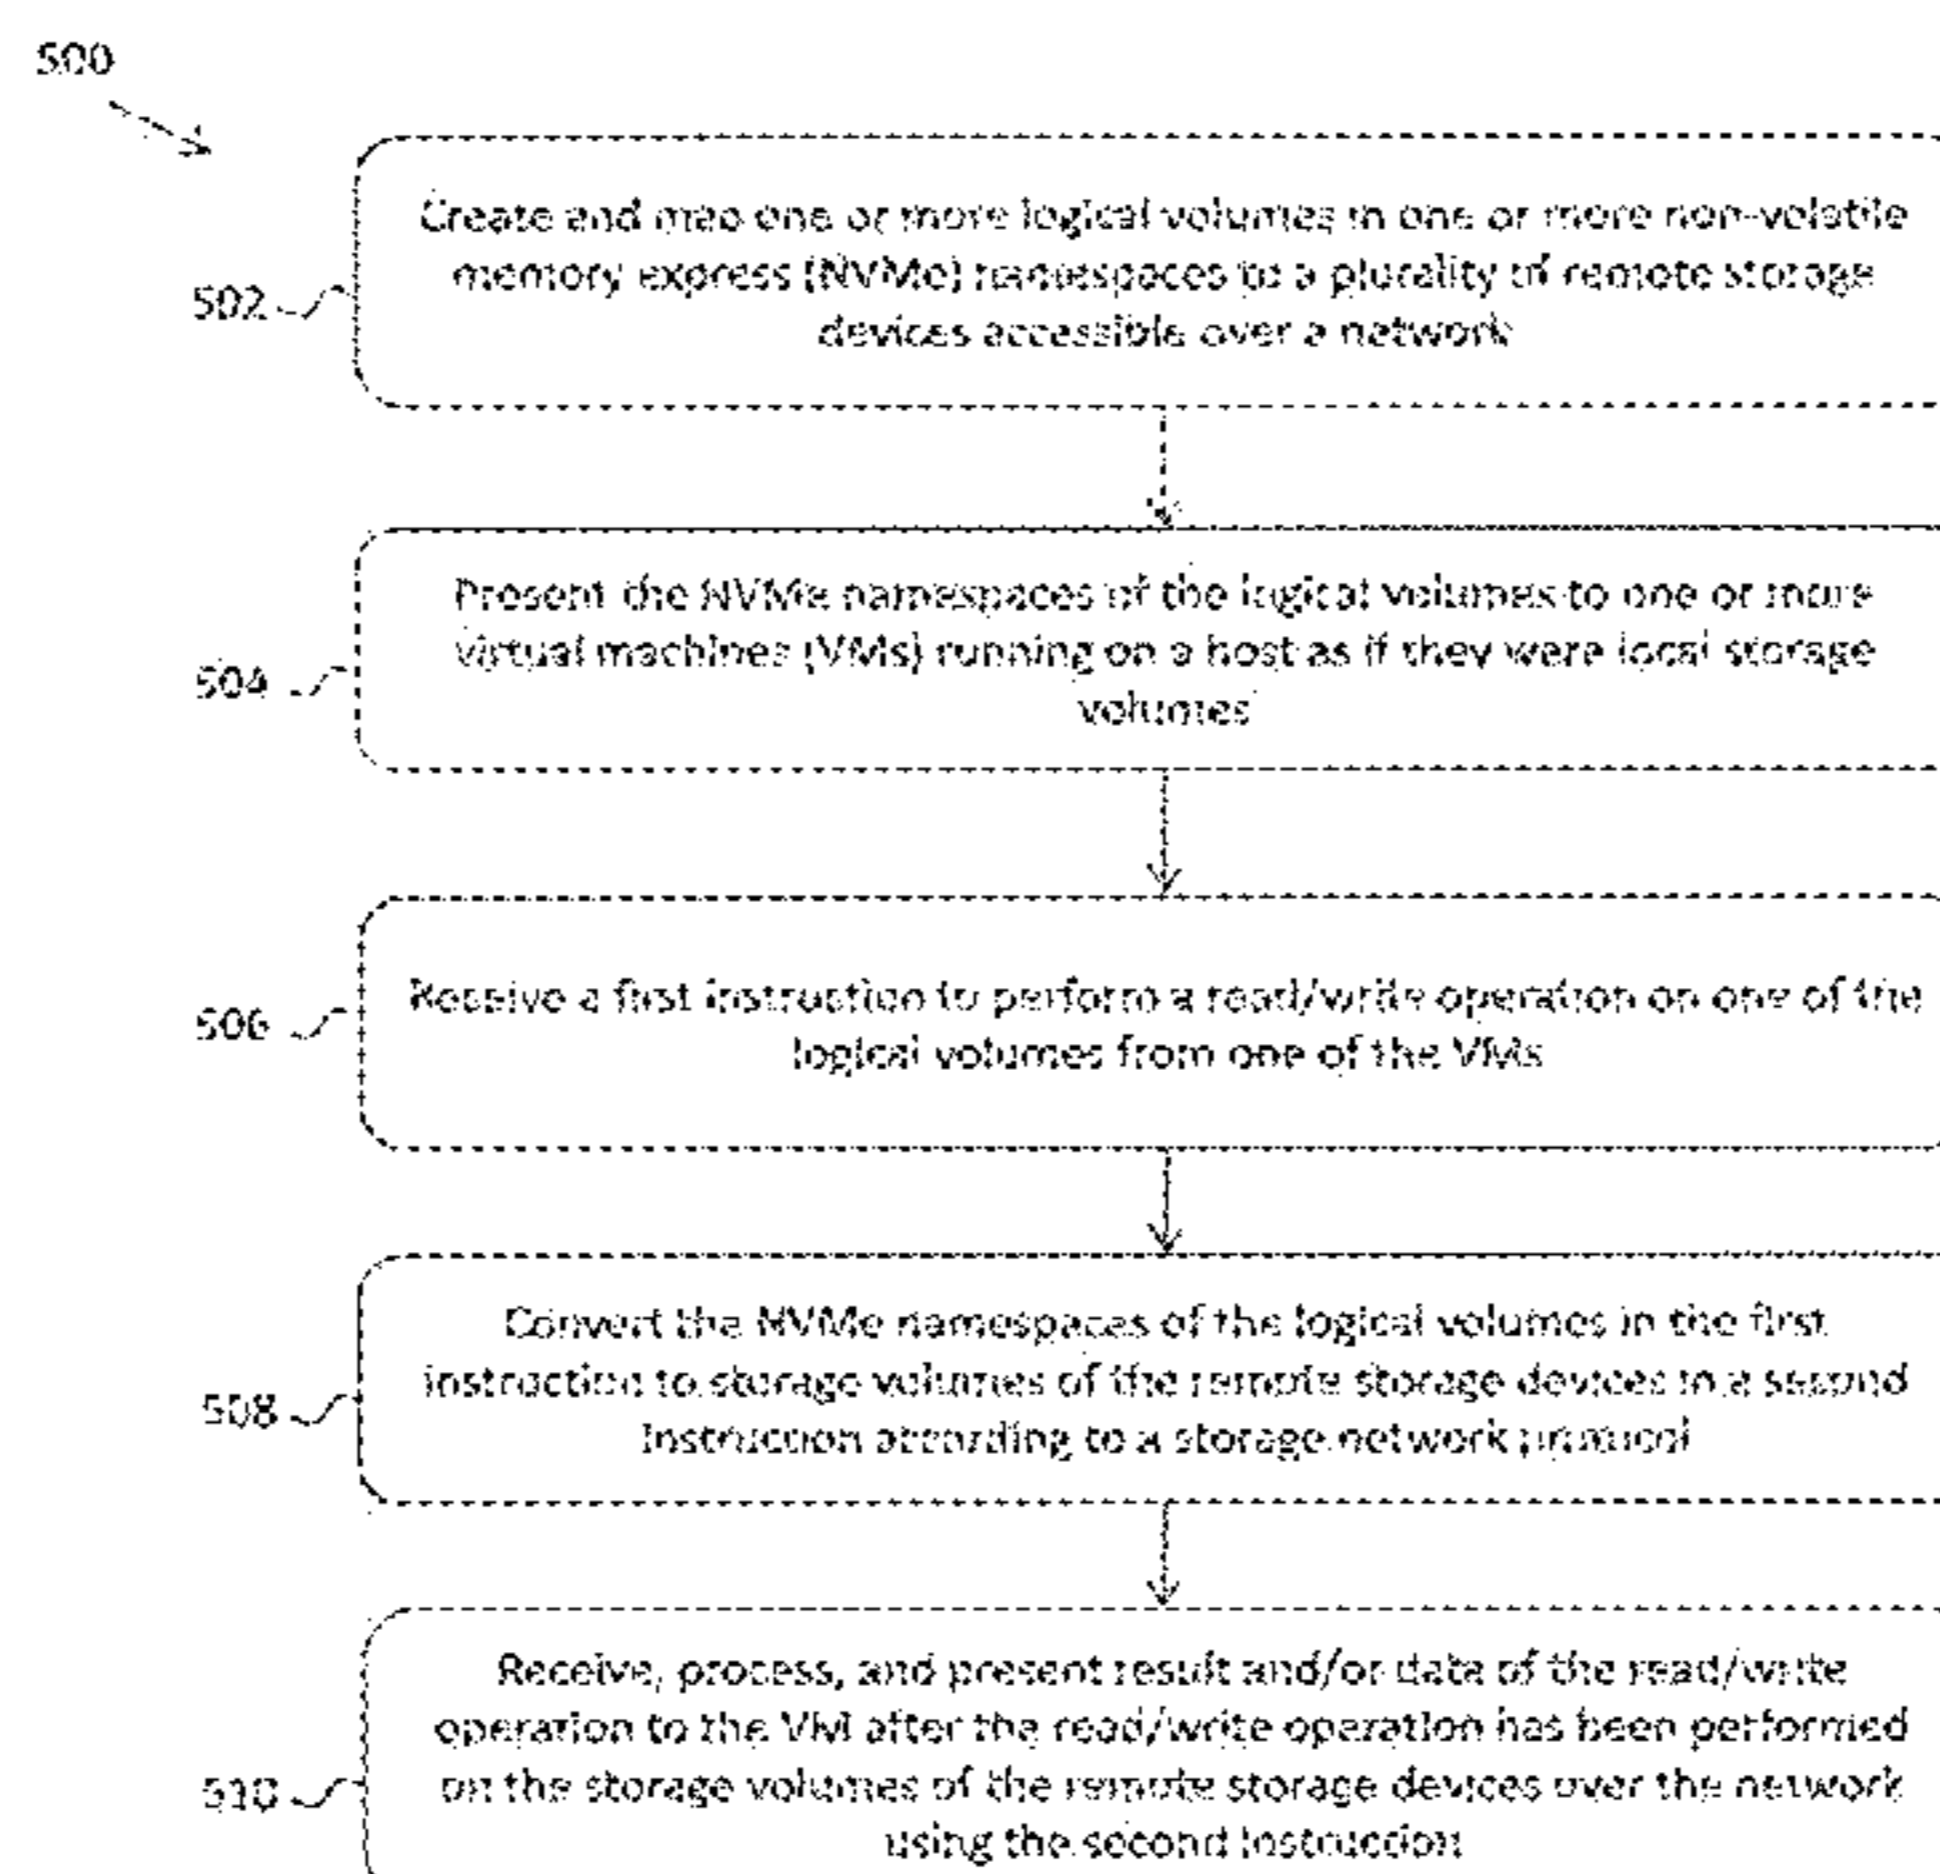 500
Create and map one or more logical volumes in one or more non-volatile
memory express (NVMe) namespaces to a plurality of remote storage
devices accessible over a network
502
Present the NVMe namespaces of the logical volumes to one or more
virtual machines (VMs) running on a host as if they were local storage
volumes
504
Receive a first instruction to perform a read/write operation on one of the
logical volumes from one of the VMs
506
Convert the NVMe namespaces of the logical volumes in the first
instruction to storage volumes of the remote storage devices in a second
instruction according to a storage network protocol
508
Receive, process, and present result and/or data of the read/write
operation to the VM after the read/write operation has been performed
on the storage volumes of the remote storage devices over the network
using the second instruction
510